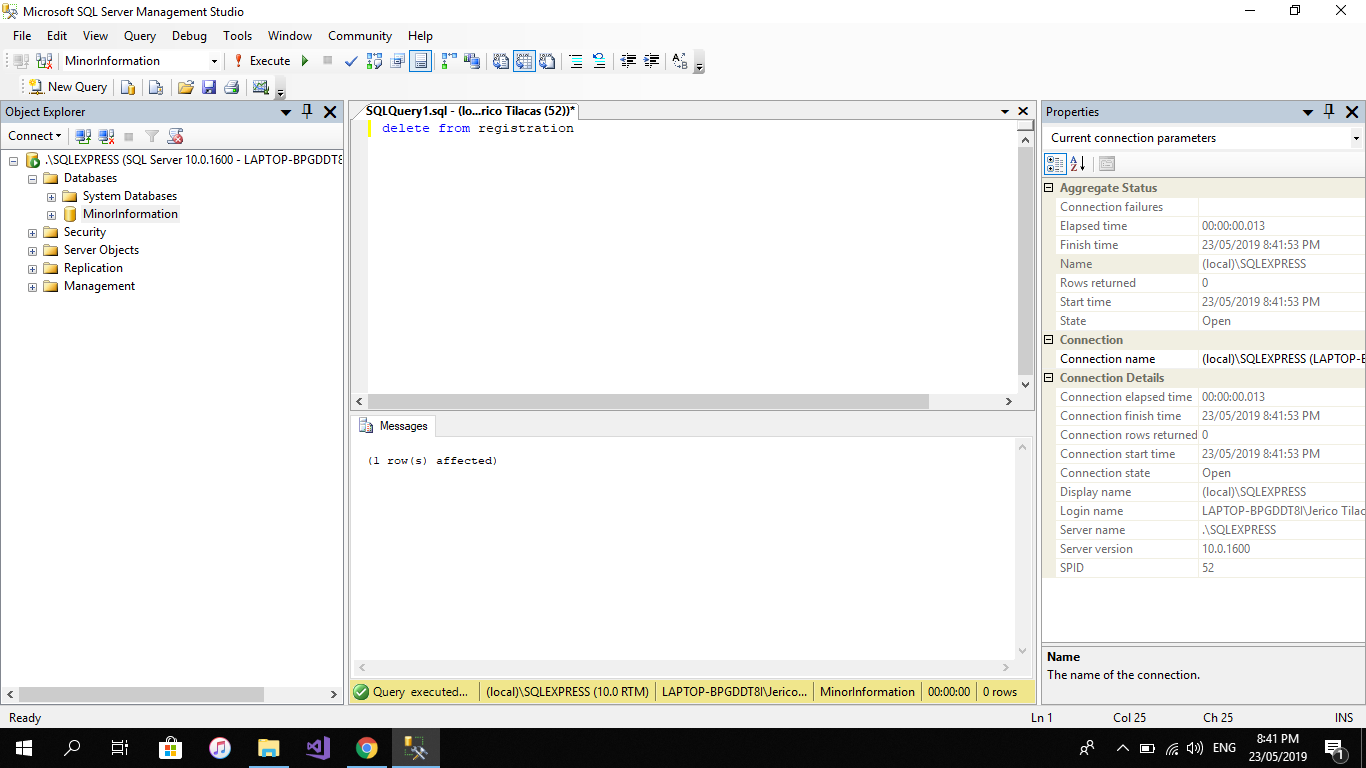 Microsoft SQL Server Management Studio
File Edit View Query Debug Tools Window Community Help
MinorInformation Execute
New Query
Object Explorer
Connect
.\SQLEXPRESS (SQL Server 10.0.1600 - LAPTOP-BPGDDT8
Databases
System Databases
MinorInformation
Security
Server Objects
Replication
Management
SQLQuery1.sql - (lo...rico Tilacas (52))*
delete from registration
Messages
(1 row(s) affected)
Query executed... (local)\SQLEXPRESS (10.0 RTM) LAPTOP-BPGDDT8I\Jerico... MinorInformation 00:00:00 0 rows
Properties
Current connection parameters
Aggregate Status
Connection failures
Elapsed time 00:00:00.013
Finish time 23/05/2019 8:41:53 PM
Name (local)\SQLEXPRESS
Rows returned 0
Start time 23/05/2019 8:41:53 PM
State Open
Connection
Connection name (local)\SQLEXPRESS (LAPTOP-B
Connection Details
Connection elapsed time 00:00:00.013
Connection finish time 23/05/2019 8:41:53 PM
Connection rows returned 0
Connection start time 23/05/2019 8:41:53 PM
Connection state Open
Display name (local)\SQLEXPRESS
Login name LAPTOP-BPGDDT8I\Jerico Tilac
Server name .\SQLEXPRESS
Server version 10.0.1600
SPID 52
Name
The name of the connection.
Ready Ln 1 Col 25 Ch 25 INS
ENG 8:41 PM
23/05/2019 1